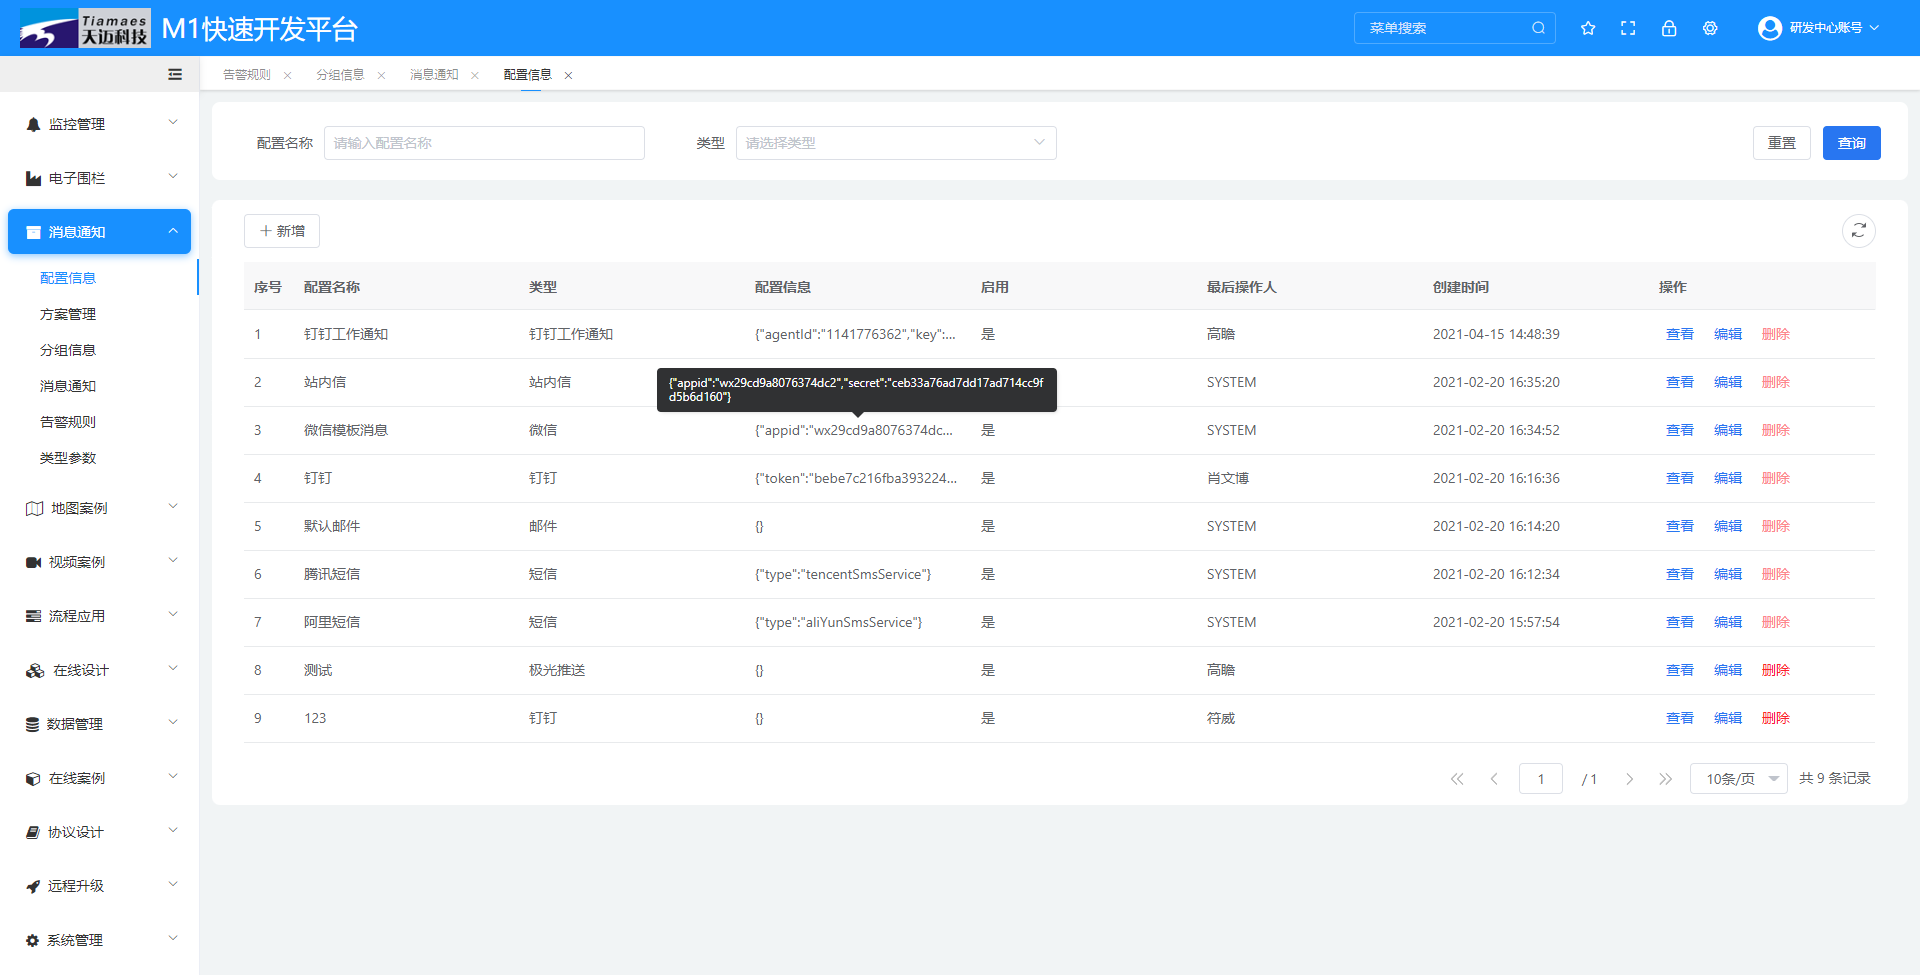 Tiamaes
天迈科技
M1快速开发平台
菜单搜索
研发中心账号
告警规则
分组信息
消息通知
配置信息
监控管理
电子围栏
消息通知
配置信息
方案管理
分组信息
消息通知
告警规则
类型参数
地图案例
视频案例
流程应用
在线设计
数据管理
在线案例
协议设计
远程升级
系统管理
配置名称 请输入配置名称 类型 请选择类型 重置 查询
新增
序号 配置名称 类型 配置信息 启用 最后操作人 创建时间 操作
1 钉钉工作通知 钉钉工作通知 {"agentId":"1141776362","key":... 是 高瞻 2021-04-15 14:48:39 查看 编辑 删除
2 站内信 站内信 SYSTEM 2021-02-20 16:35:20 查看 编辑 删除
{"appid":"wx29cd9a8076374dc2","secret":"ceb33a76ad7dd17ad714cc9f
d5b6d160"}
3 微信模板消息 微信 {"appid":"wx29cd9a8076374dc... 是 SYSTEM 2021-02-20 16:34:52 查看 编辑 删除
4 钉钉 钉钉 {"token":"bebe7c216fba393224... 是 肖文博 2021-02-20 16:16:36 查看 编辑 删除
5 默认邮件 邮件 {} 是 SYSTEM 2021-02-20 16:14:20 查看 编辑 删除
6 腾讯短信 短信 {"type":"tencentSmsService"} 是 SYSTEM 2021-02-20 16:12:34 查看 编辑 删除
7 阿里短信 短信 {"type":"aliYunSmsService"} 是 SYSTEM 2021-02-20 15:57:54 查看 编辑 删除
8 测试 极光推送 {} 是 高瞻 查看 编辑 删除
9 123 钉钉 {} 是 符威 查看 编辑 删除
1 / 1 10条/页 共 9 条记录